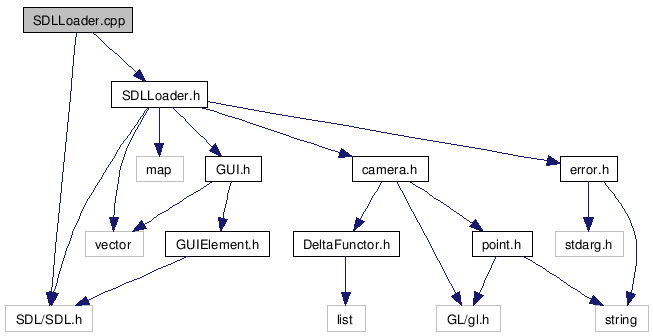 SDLLoader.cpp
SDLLoader.h
map
GUI.h
camera.h
error.h
vector
GUIElement.h
DeltaFunctor.h
point.h
stdarg.h
SDL/SDL.h
list
GL/gl.h
string